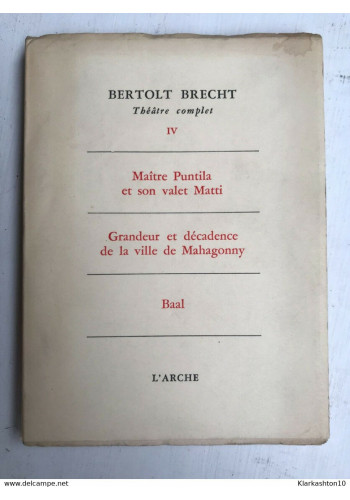 BERTOLT BRECHT
Théâtre complet
IV
Maître Puntila
et son valet Matti
Grandeur et décadence
de la ville de Mahagonny
Baal
L'ARCHE
delcampe.net
Klarkashton10